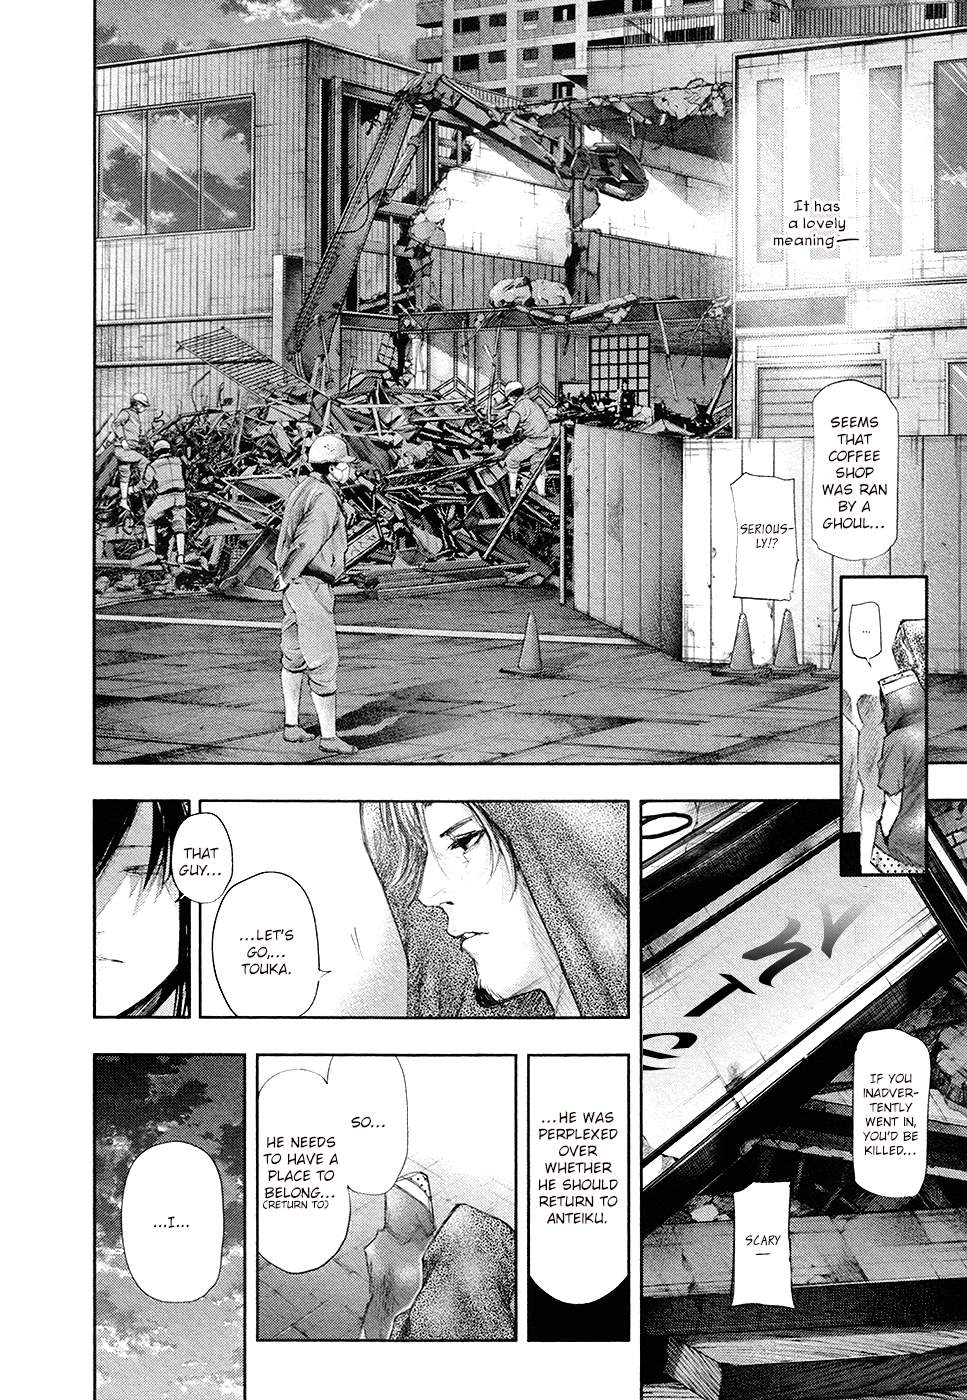 It has
a lovely
meaning—
SEEMS
THAT
COFFEE
SHOP
WAS RAN
BY A
GHOUL...
SERIOUS-
LY!?
...
IF YOU
INADVER-
TENTLY
WENT IN,
YOU'D BE
KILLED...
SCARY
—
...LET'S
GO,...
TOUKA.
THAT
GUY...
...HE WAS
PERPLEXED
OVER
WHETHER
HE SHOULD
RETURN TO
ANTEIKU.
SO...
HE NEEDS
TO HAVE A
PLACE TO
BELONG...
(RETURN TO)
...I...